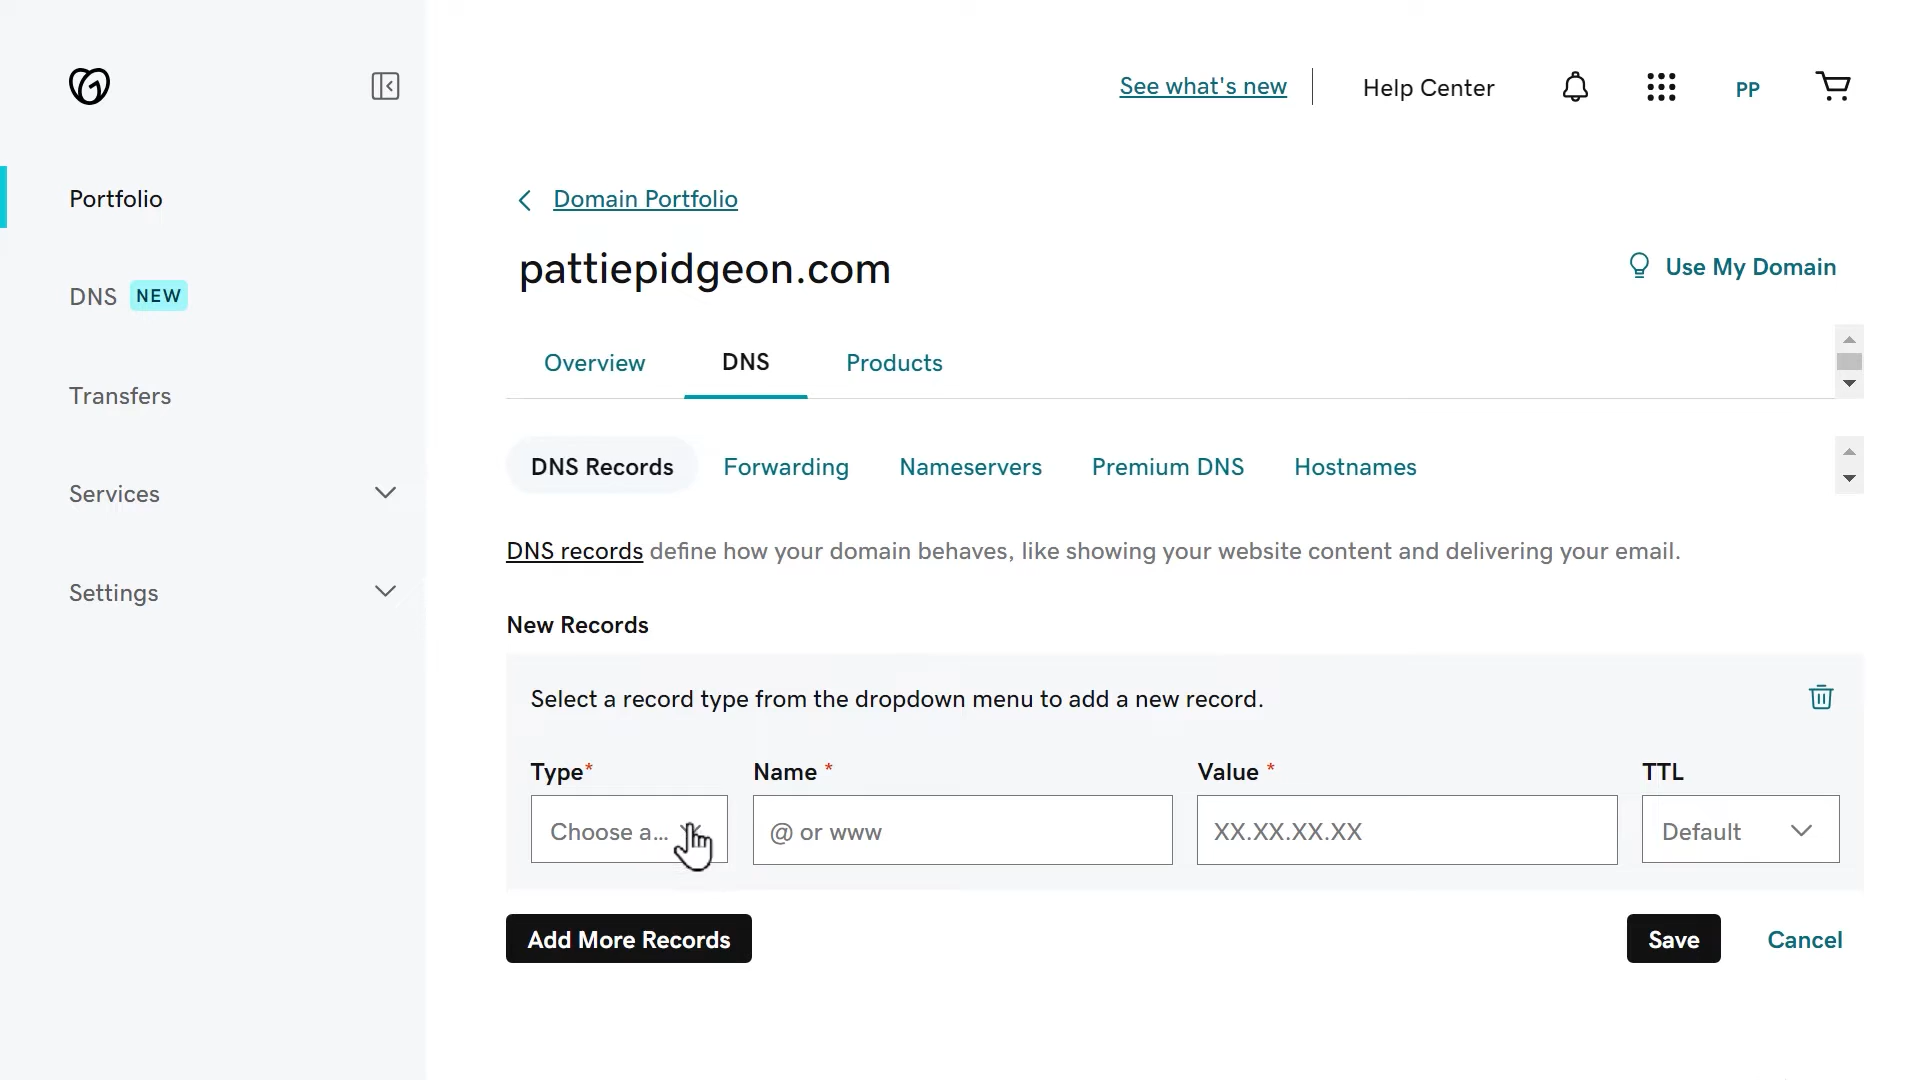 See what's new
Help Center
PP
Portfolio
DNS NEW
Transfers
Services
Settings
Domain Portfolio
pattiepidgeon.com
Use My Domain
Overview
DNS
Products
DNS Records
Forwarding
Nameservers
Premium DNS
Hostnames
DNS records define how your domain behaves, like showing your website content and delivering your email.
New Records
Select a record type from the dropdown menu to add a new record.
Type*
Name *
Value *
TTL
Choose a...
@ or www
XX.XX.XX.XX
Default
Add More Records
Save
Cancel